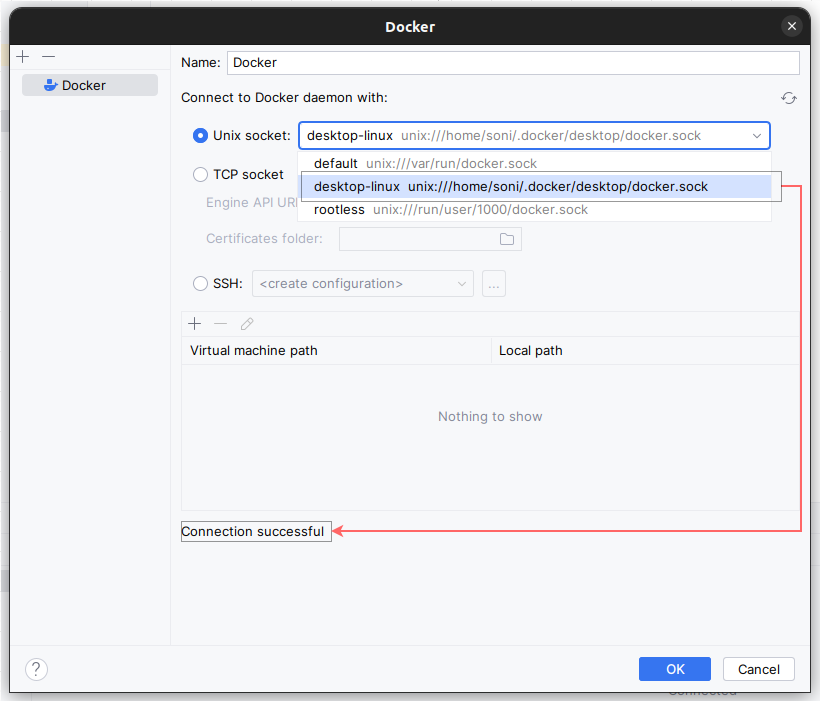 Docker
Docker
Name: Docker
Connect to Docker daemon with:
Unix socket: desktop-linux unix:///home/soni/.docker/desktop/docker.sock
default unix:///var/run/docker.sock
TCP socket
desktop-linux unix:///home/soni/.docker/desktop/docker.sock
Engine API
rootless unix:///run/user/1000/docker.sock
Certificates folder:
SSH: <create configuration> ...
Virtual machine path Local path
Nothing to show
Connection successful
? OK Cancel
Connected